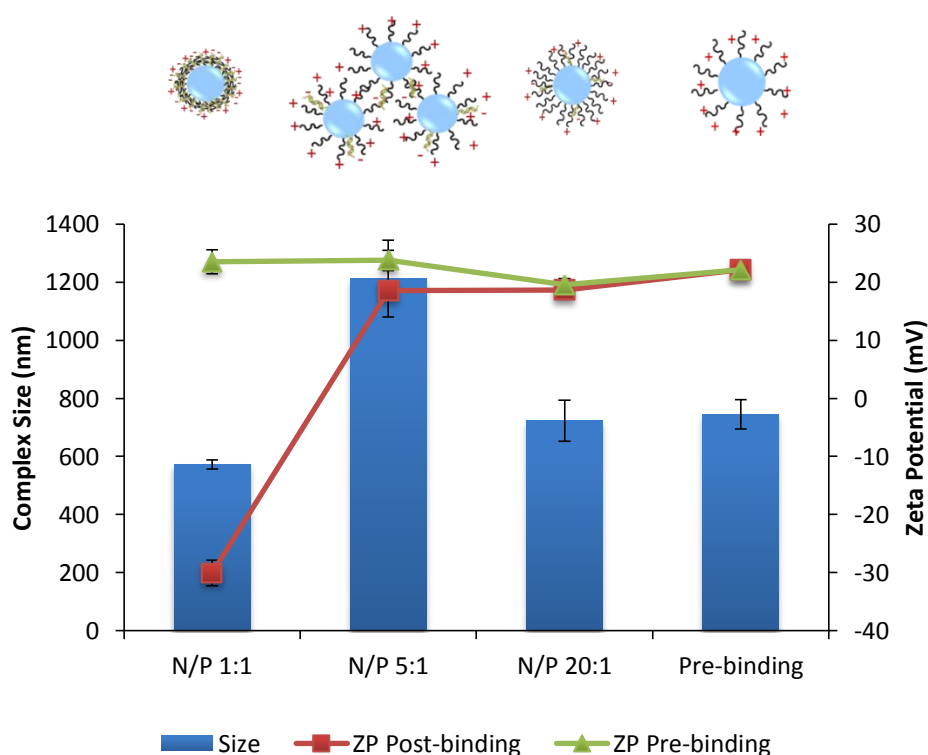 1400
1200
1000
800
600
400
200
0
Complex Size (nm)
30
20
10
0
-10
-20
-30
-40
Zeta Potential (mV)
N/P 1:1
N/P 5:1
N/P 20:1
Pre-binding
Size
ZP Post-binding
ZP Pre-binding